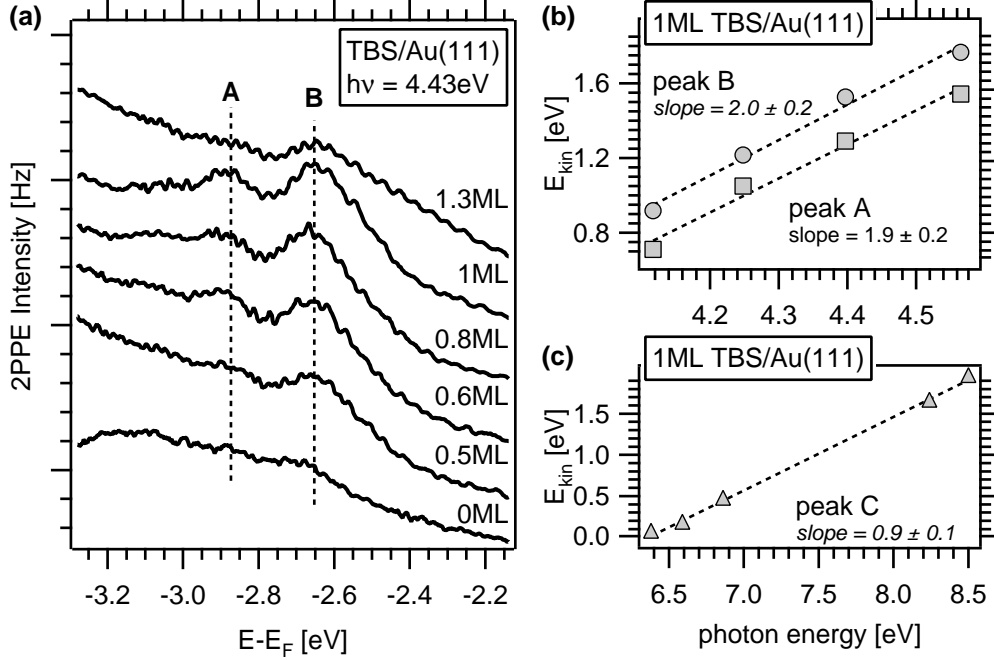 (a)
TBS/Au(111)
hν = 4.43eV
A
B
1.3ML
1ML
0.8ML
0.6ML
0.5ML
0ML
2PPE Intensity [Hz]
-3.2 -3.0 -2.8 -2.6 -2.4 -2.2
E-E_F [eV]
(b)
1ML TBS/Au(111)
peak B
slope = 2.0 ± 0.2
peak A
slope = 1.9 ± 0.2
E_kin [eV]
1.6
1.2
0.8
4.2 4.3 4.4 4.5
(c)
1ML TBS/Au(111)
peak C
slope = 0.9 ± 0.1
E_kin [eV]
1.5
1.0
0.5
0.0
6.5 7.0 7.5 8.0 8.5
photon energy [eV]